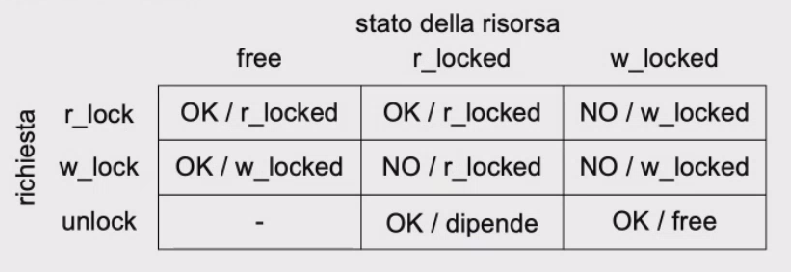 stato della risorsa
free r_locked w_locked
richiesta
r_lock OK / r_locked OK / r_locked NO / w_locked
w_lock OK / w_locked NO / r_locked NO / w_locked
unlock - OK / dipende OK / free